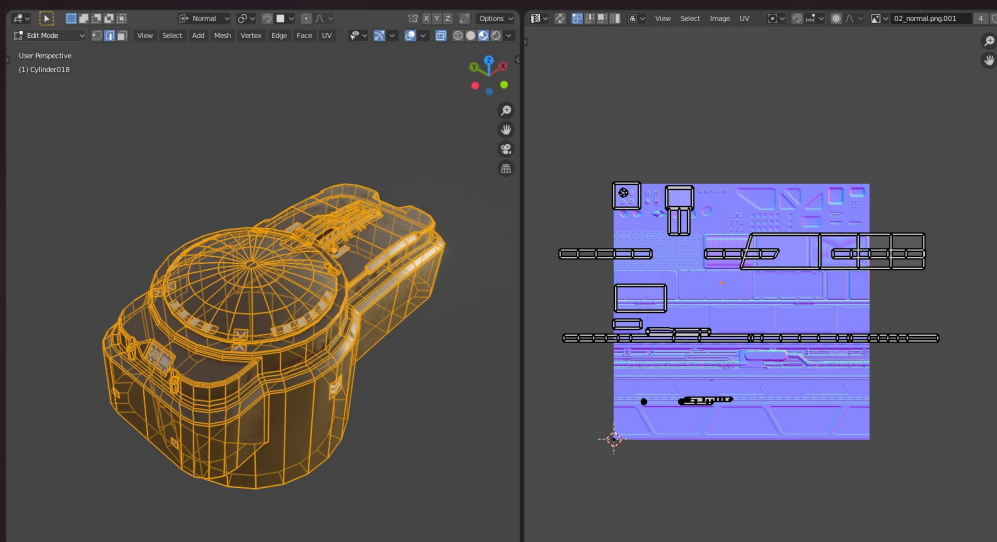 Normal
X Y Z
Options
Edit Mode
View Select Add Mesh Vertex Edge Face UV
User Perspective
(1) Cylinder018
Z
Y
X
View Select Image UV
02_normal.png.001
4